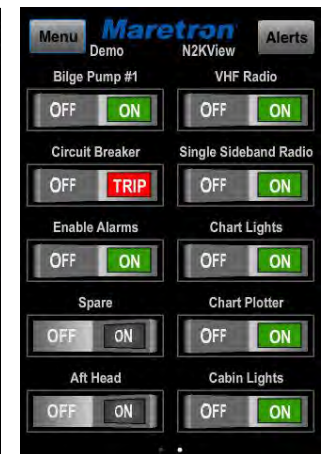 Menu Maretron Alerts
Demo N2KView
Bilge Pump #1 VHF Radio
OFF ON OFF ON
Circuit Breaker Single Sideband Radio
OFF TRIP OFF ON
Enable Alarms Chart Lights
OFF ON OFF ON
Spare Chart Plotter
OFF ON OFF ON
Aft Head Cabin Lights
OFF ON OFF ON